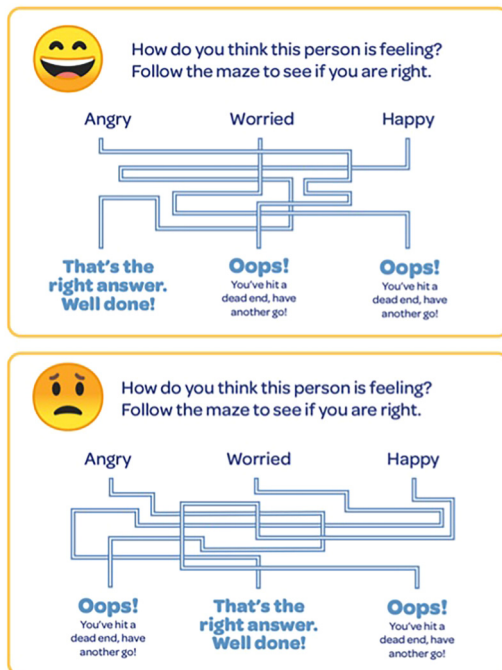 How do you think this person is feeling?
Follow the maze to see if you are right.
Angry
Worried
Happy
That's the
right answer.
Well done!
Oops!
You've hit a
dead end, have
another go!
Oops!
You've hit a
dead end, have
another go!
How do you think this person is feeling?
Follow the maze to see if you are right.
Angry
Worried
Happy
Oops!
You've hit a
dead end, have
another go!
That's the
right answer.
Well done!
Oops!
You've hit a
dead end, have
another go!